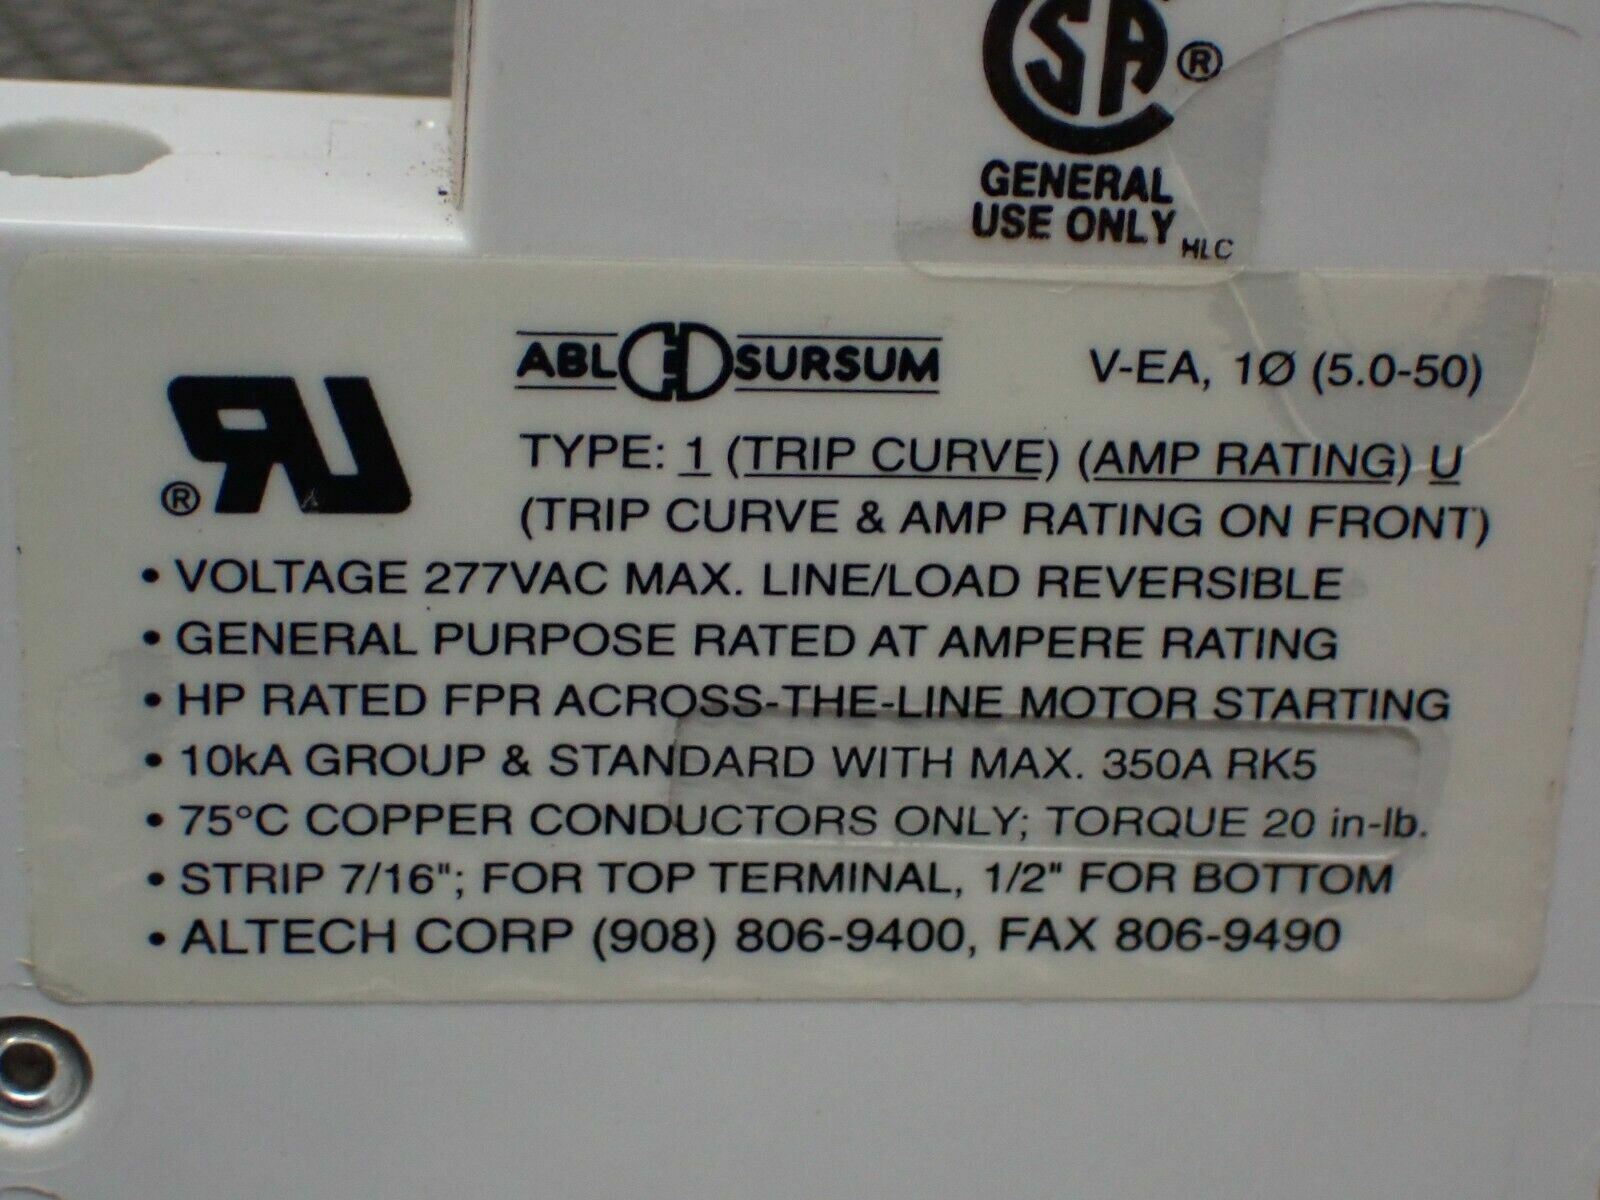 SA ®
GENERAL
USE ONLY HLC
ABL SURSUM V-EA, 1Ø (5.0-50)
RU ®
TYPE: 1 (TRIP CURVE) (AMP RATING) U
(TRIP CURVE & AMP RATING ON FRONT)
• VOLTAGE 277VAC MAX. LINE/LOAD REVERSIBLE
• GENERAL PURPOSE RATED AT AMPERE RATING
• HP RATED FPR ACROSS-THE-LINE MOTOR STARTING
• 10kA GROUP & STANDARD WITH MAX. 350A RK5
• 75°C COPPER CONDUCTORS ONLY; TORQUE 20 in-lb.
• STRIP 7/16"; FOR TOP TERMINAL, 1/2" FOR BOTTOM
• ALTECH CORP (908) 806-9400, FAX 806-9490